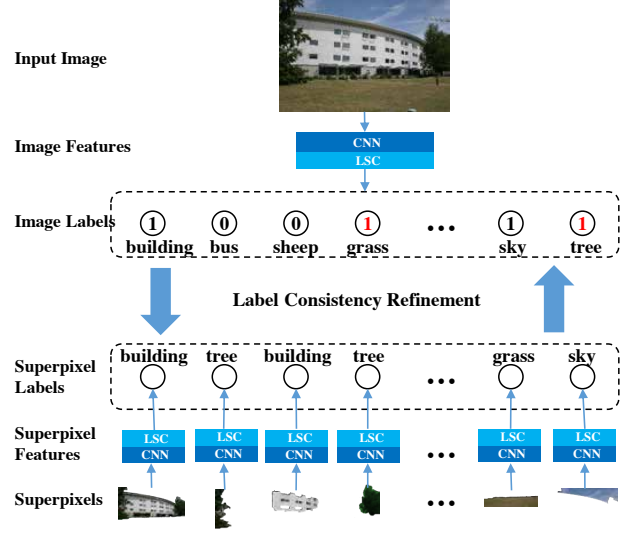 Input Image
Image Features
CNN
LSC
Image Labels
1 0 0 1 ... 1 1
building bus sheep grass sky tree
Label Consistency Refinement
building tree building tree grass sky
Superpixel
Labels
...
Superpixel
Features
LSC LSC LSC LSC LSC LSC
CNN CNN CNN CNN ... CNN CNN
Superpixels
...